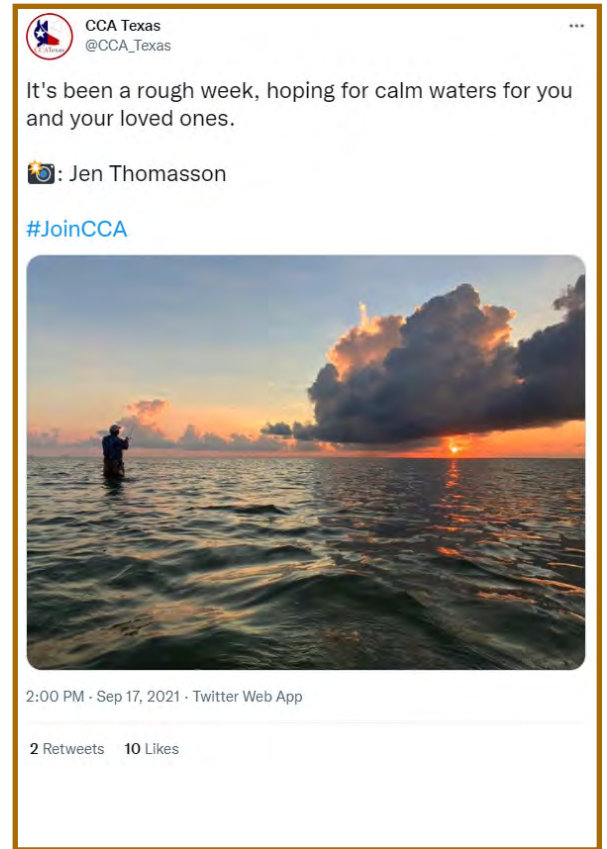 CCA Texas
@CCA_Texas
It's been a rough week, hoping for calm waters for you
and your loved ones.
: Jen Thomasson
#JoinCCA
2:00 PM · Sep 17, 2021 · Twitter Web App
2 Retweets 10 Likes